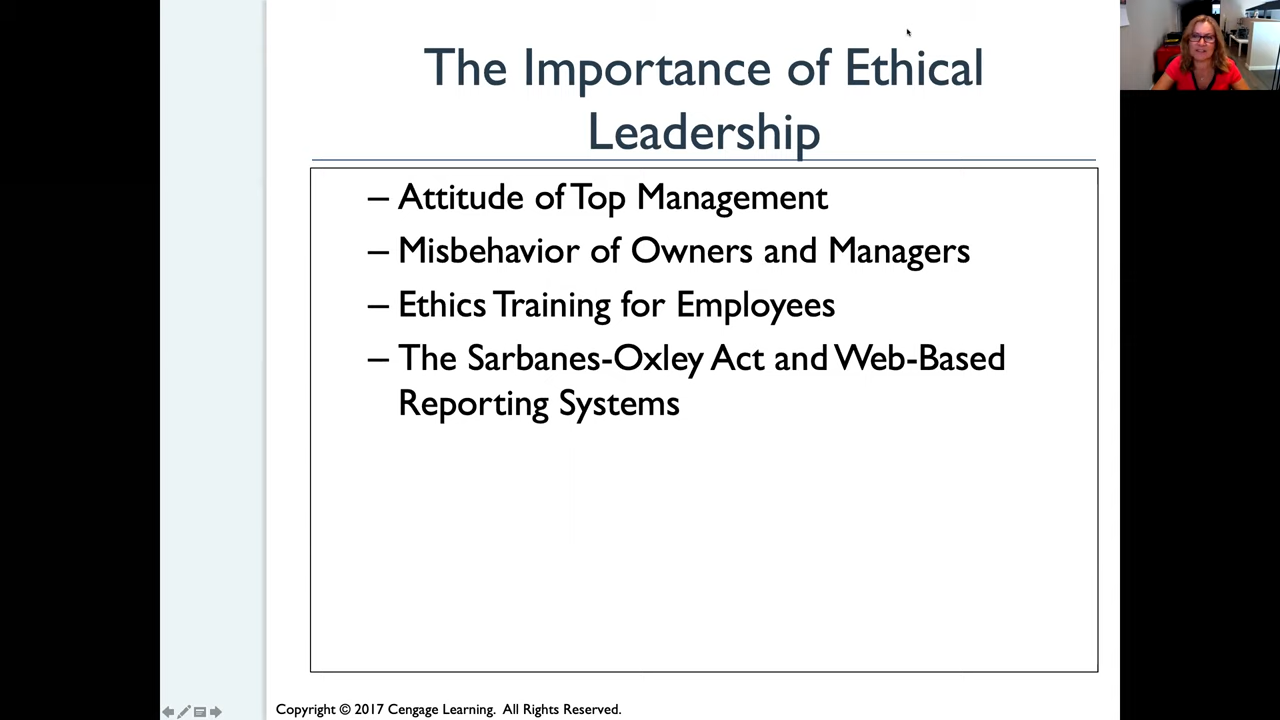 The Importance of Ethical
Leadership
– Attitude of Top Management
– Misbehavior of Owners and Managers
– Ethics Training for Employees
– The Sarbanes-Oxley Act and Web-Based
Reporting Systems
Copyright © 2017 Cengage Learning. All Rights Reserved.